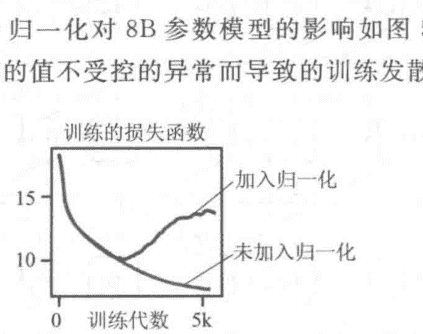 归一化对 8B 参数模型的影响如图
的值不受控的异常而导致的训练发散
训练的损失函数
15
加入归一化
10
未加入归一化
0 训练代数 5k